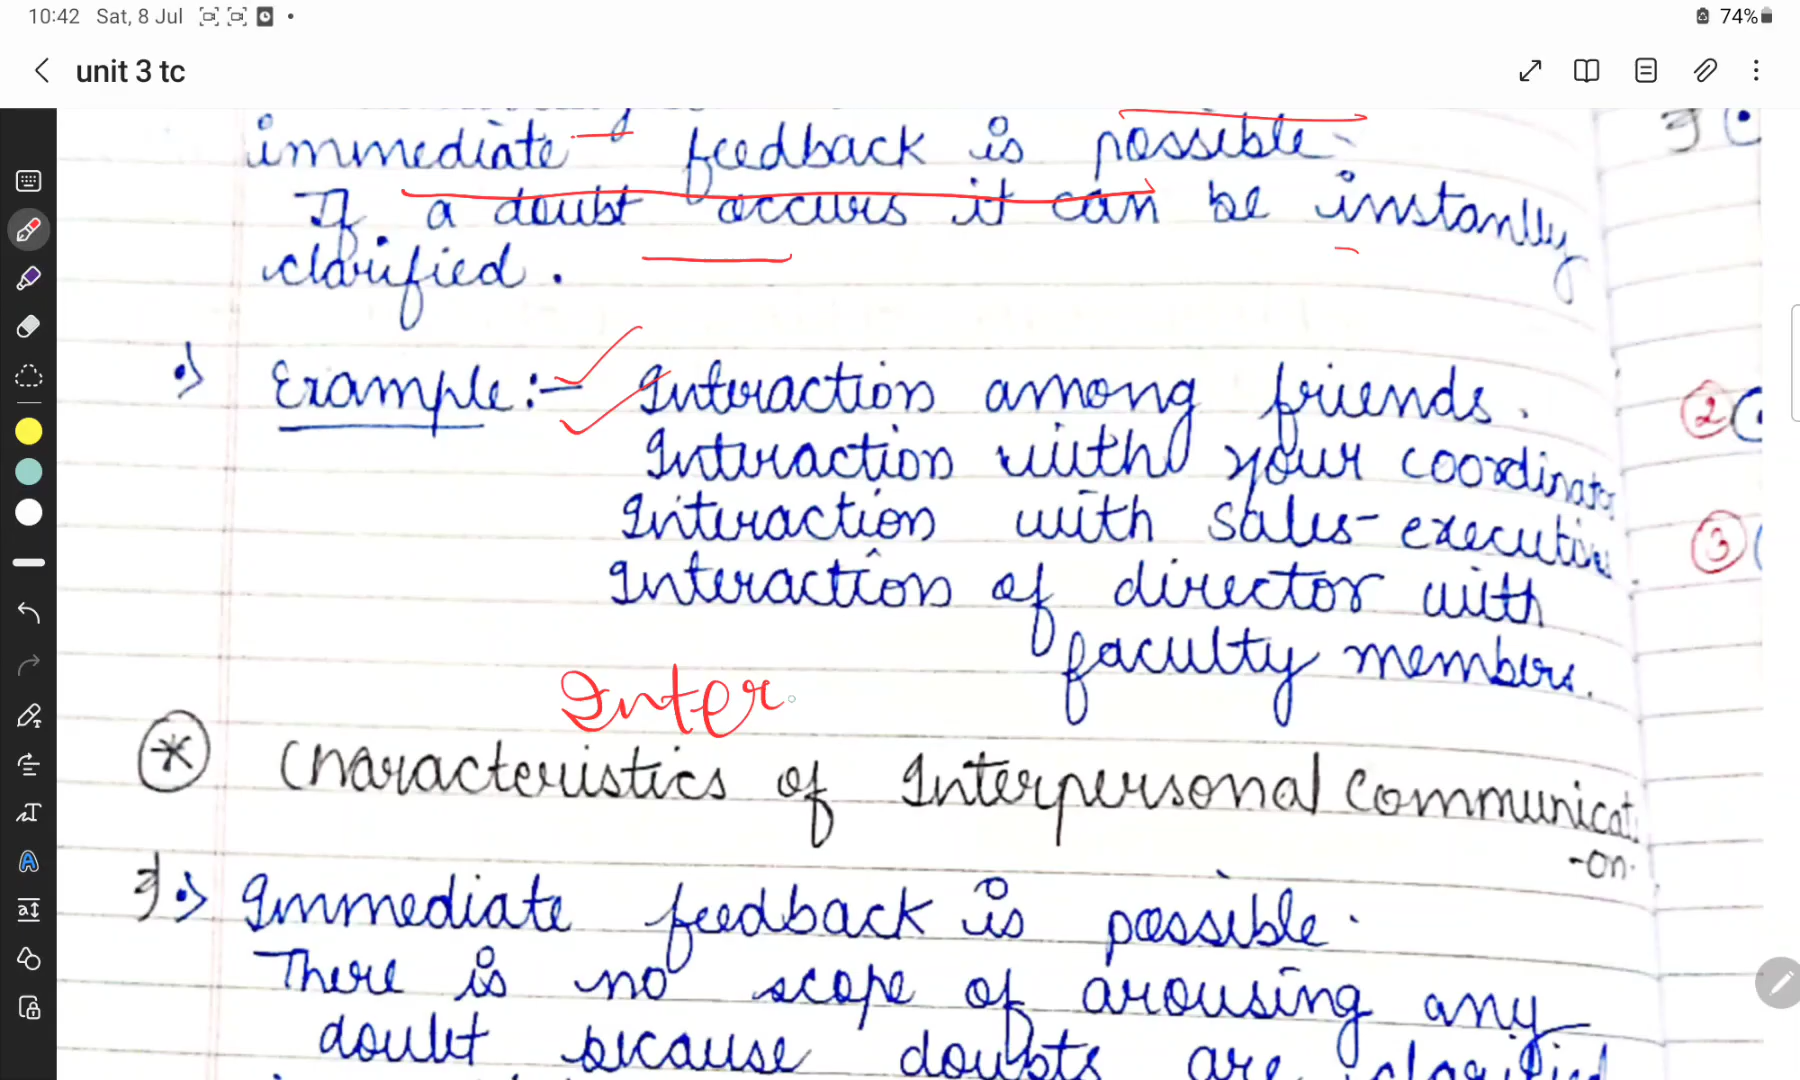 10:42 Sat, 8 Jul
74%
unit 3 tc
immediate feedback is possible.
If a doubt occurs it can be instantly
clarified.
Example :- Interaction among friends.
Interaction with your coordinator
Interaction with sales-executive
Interaction of director with
faculty members.
Inter
Characteristics of Interpersonal Communicat
-on.
Immediate feedback is possible.
There is no scope of arousing any
doubt because doubts are clarified
2
3